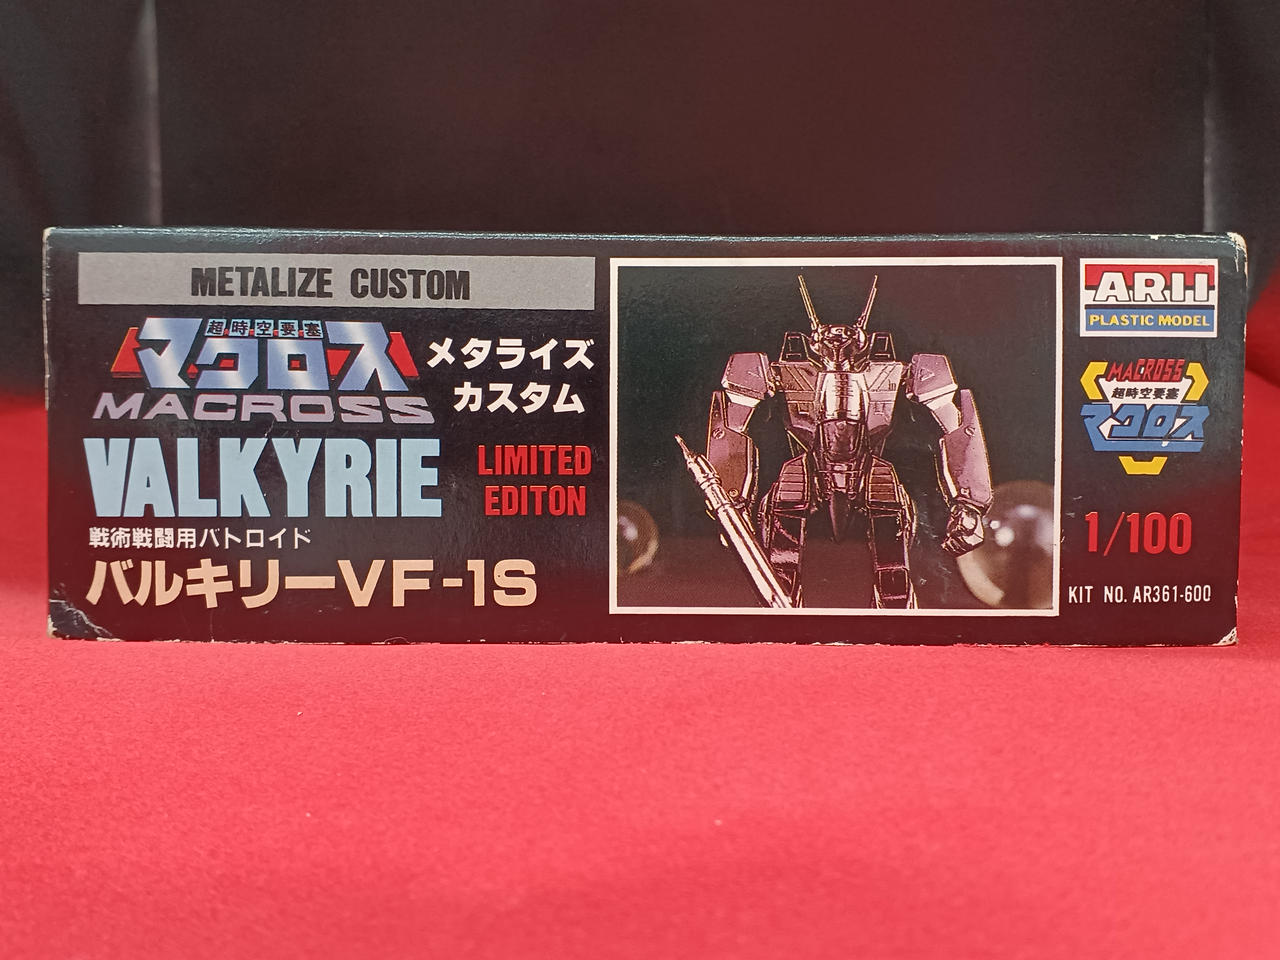 METALIZE CUSTOM
超時空要塞
マクロス
MACROSS
メタライズ
カスタム
VALKYRIE
LIMITED
EDITON
戦術戦闘用バトロイド
バルキリーVF-1S
ARII
PLASTIC MODEL
MACROSS
超時空要塞
マクロス
1/100
KIT NO. AR361-600